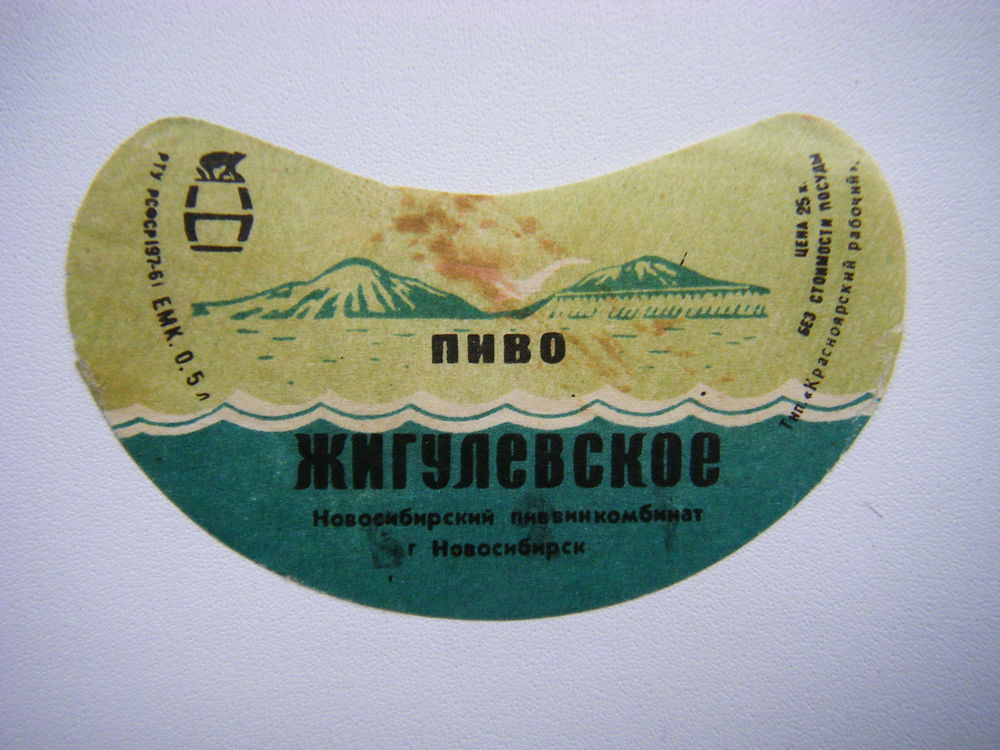 РТУ РСФСР 197-61 ЕМК. 0,5 л
ПИВО
ЖИГУЛЕВСКОЕ
Новосибирский пиввинкомбинат
г Новосибирск
ЦЕНА 25 к.
БЕЗ СТОИМОСТИ ПОСУДЫ
Тип. «Красноярский рабочий».